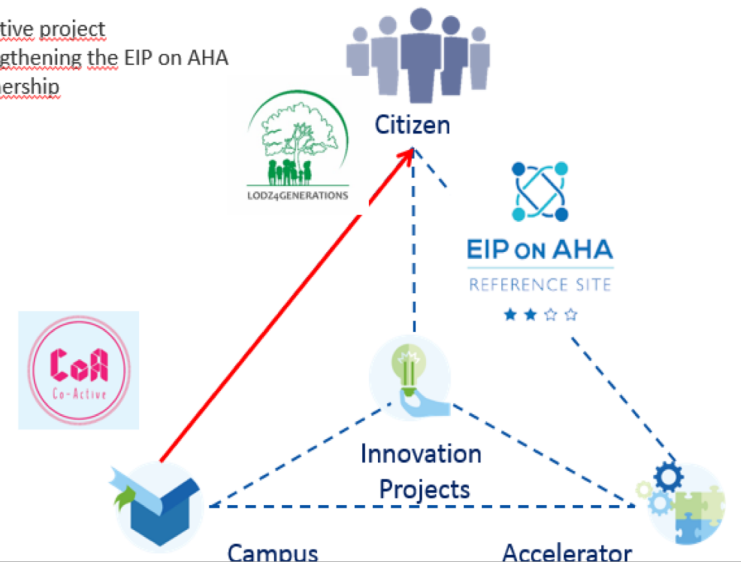 tive project
gthening the EIP on AHA
ership
Citizen
LODZ4GENERATIONS
EIP ON AHA
REFERENCE SITE
CoA
Co-Active
Innovation
Projects
Campus
Accelerator